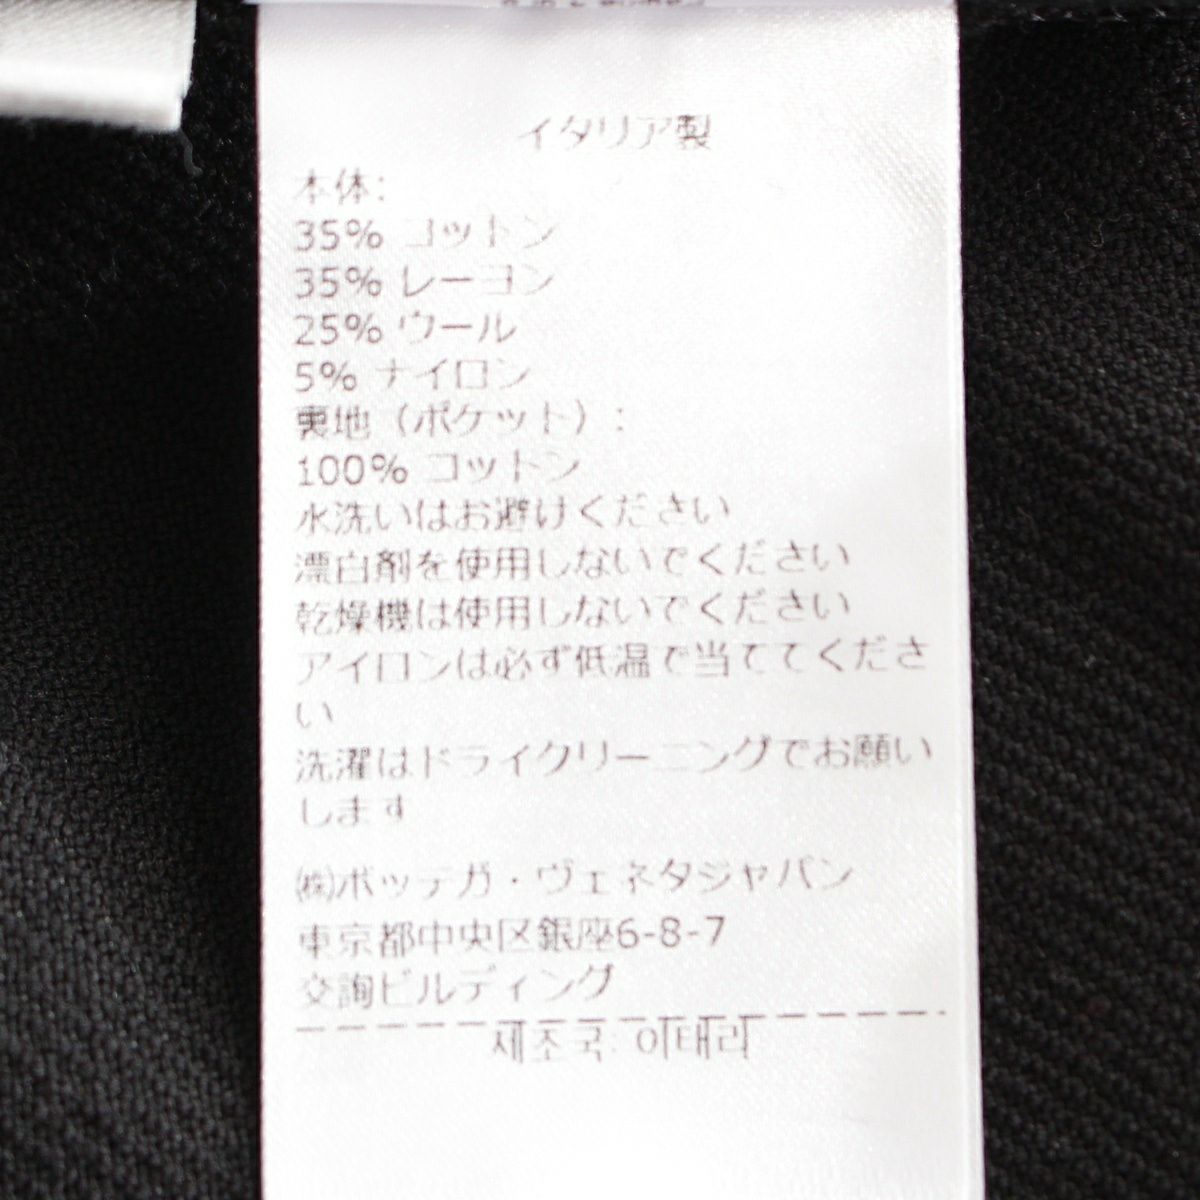 イタリア製
本体:
35% コットン
35% レーヨン
25% ウール
5% ナイロン
裏地（ポケット）:
100% コットン
水洗いはお避けください
漂白剤を使用しないでください
乾燥機は使用しないでください
アイロンは必ず低温で当ててくださ
い
洗濯はドライクリーニングでお願い
します
㈱ボッテガ・ヴェネタジャパン
東京都中央区銀座6-8-7
交詢ビルディング
제조국: 이태리